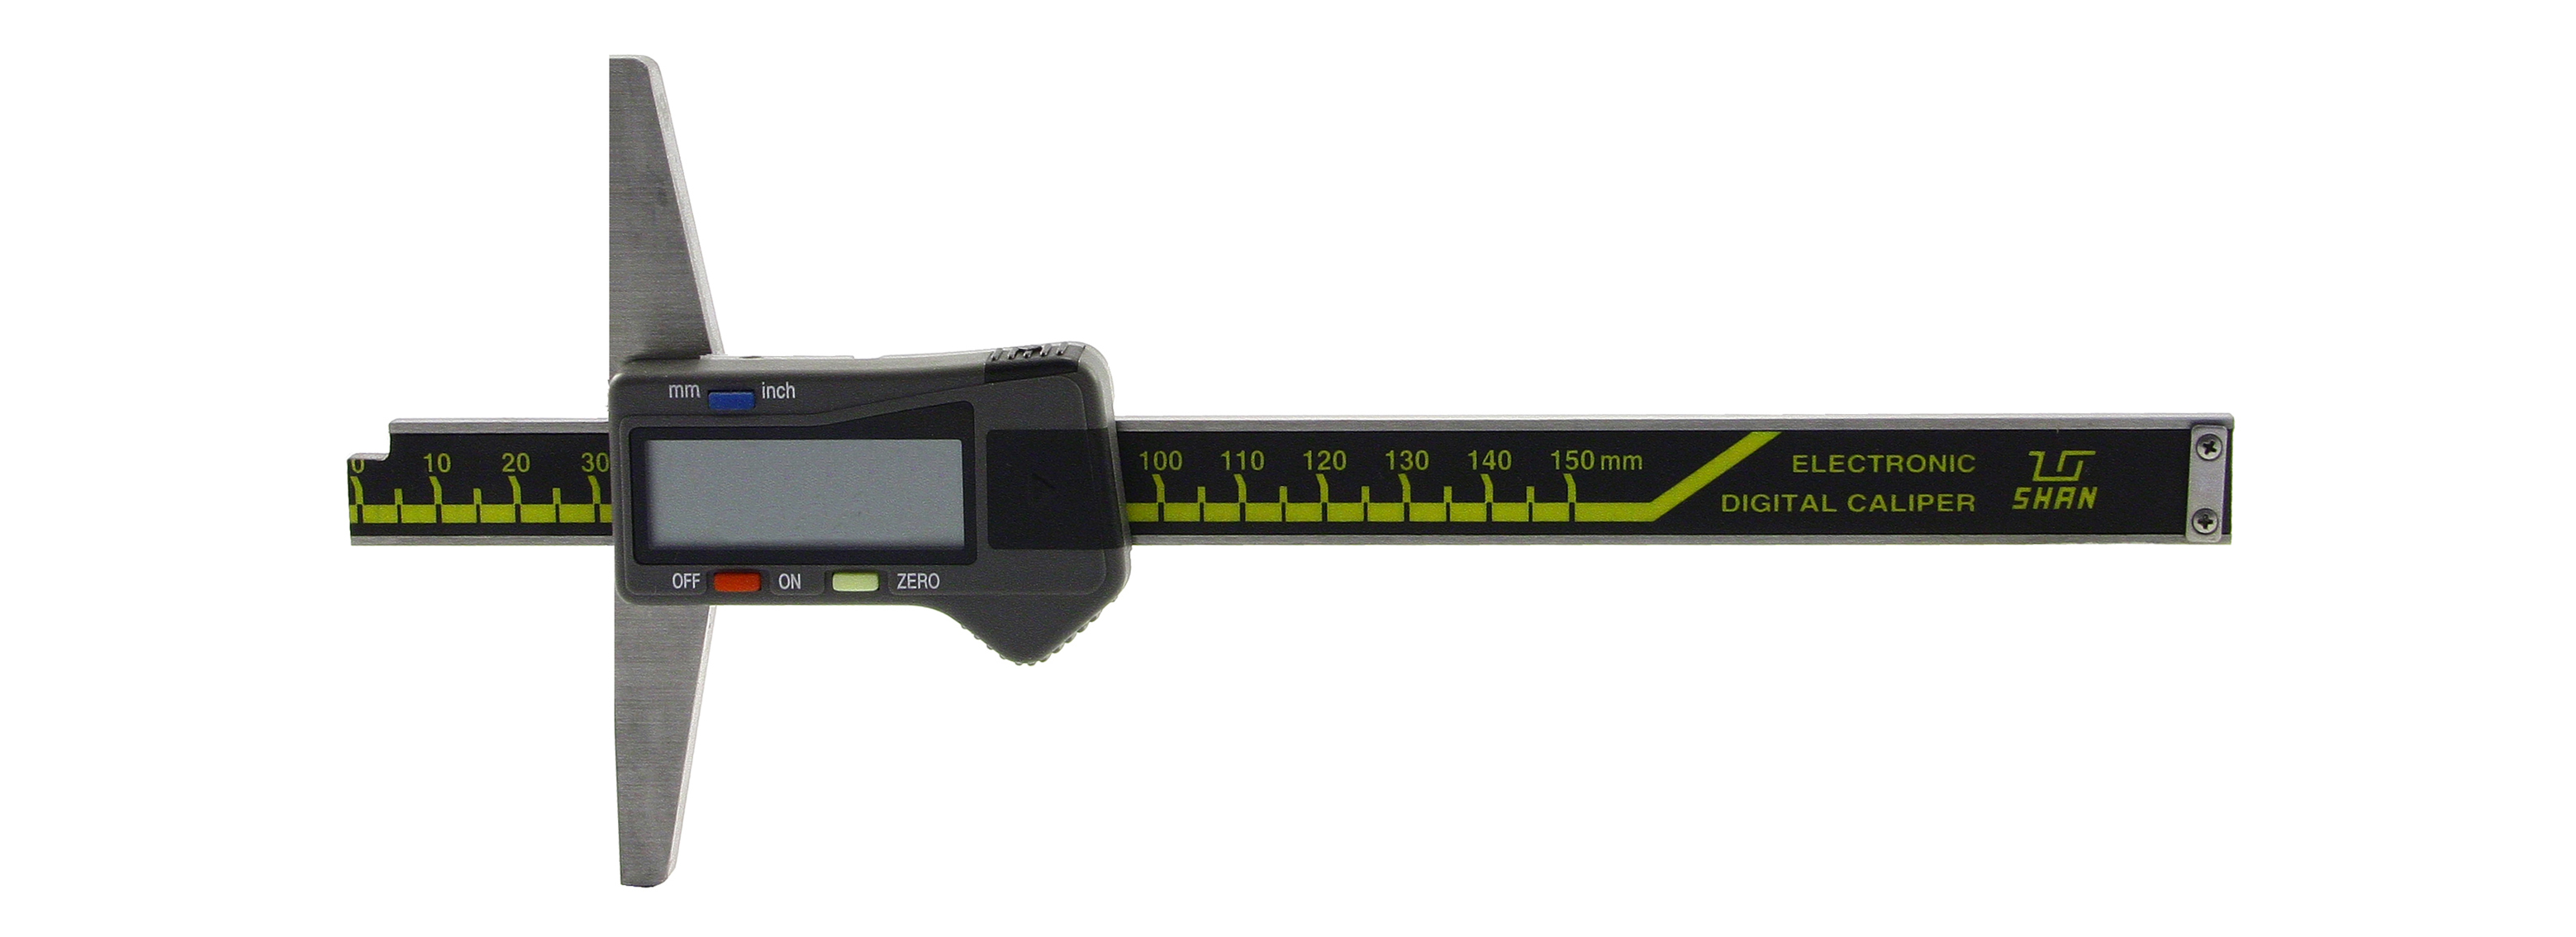 mm inch
0 10 20 30
100 110 120 130 140 150 mm
ELECTRONIC
DIGITAL CALIPER
SHAN
OFF ON ZERO